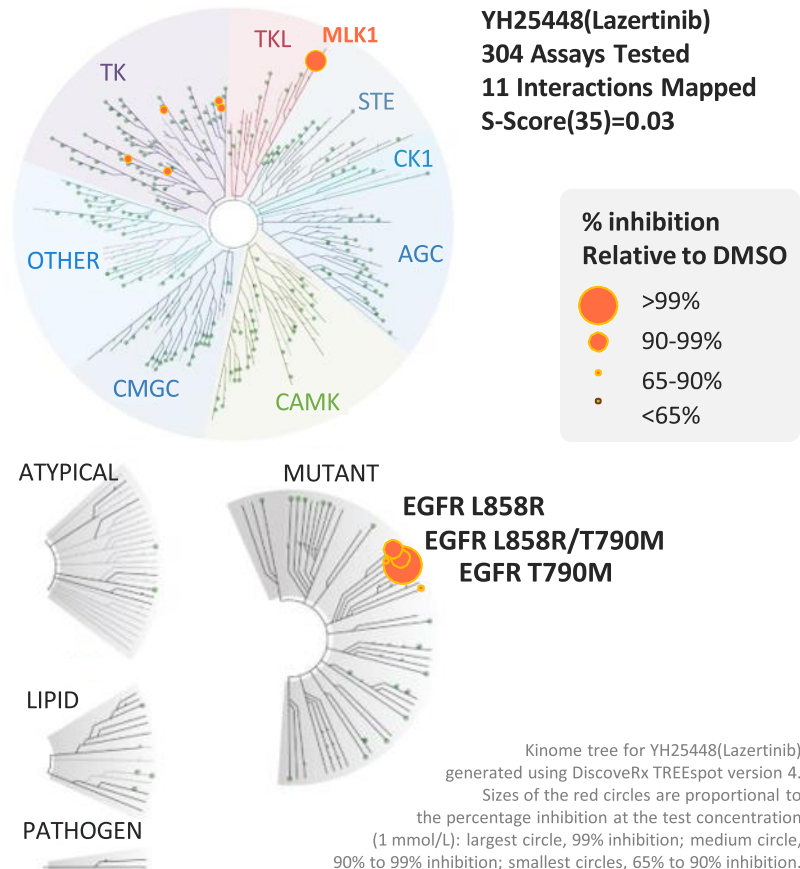 YH25448(Lazertinib)
304 Assays Tested
11 Interactions Mapped
S-Score(35)=0.03
TK
TKL
MLK1
STE
CK1
AGC
OTHER
CMGC
CAMK
% inhibition
Relative to DMSO
>99%
90-99%
65-90%
<65%
ATYPICAL
MUTANT
EGFR L858R
EGFR L858R/T790M
EGFR T790M
LIPID
PATHOGEN
Kinome tree for YH25448(Lazertinib)
generated using DiscoveRx TREEspot version 4.
Sizes of the red circles are proportional to
the percentage inhibition at the test concentration
(1 mmol/L): largest circle, 99% inhibition; medium circle,
90% to 99% inhibition; smallest circles, 65% to 90% inhibition.